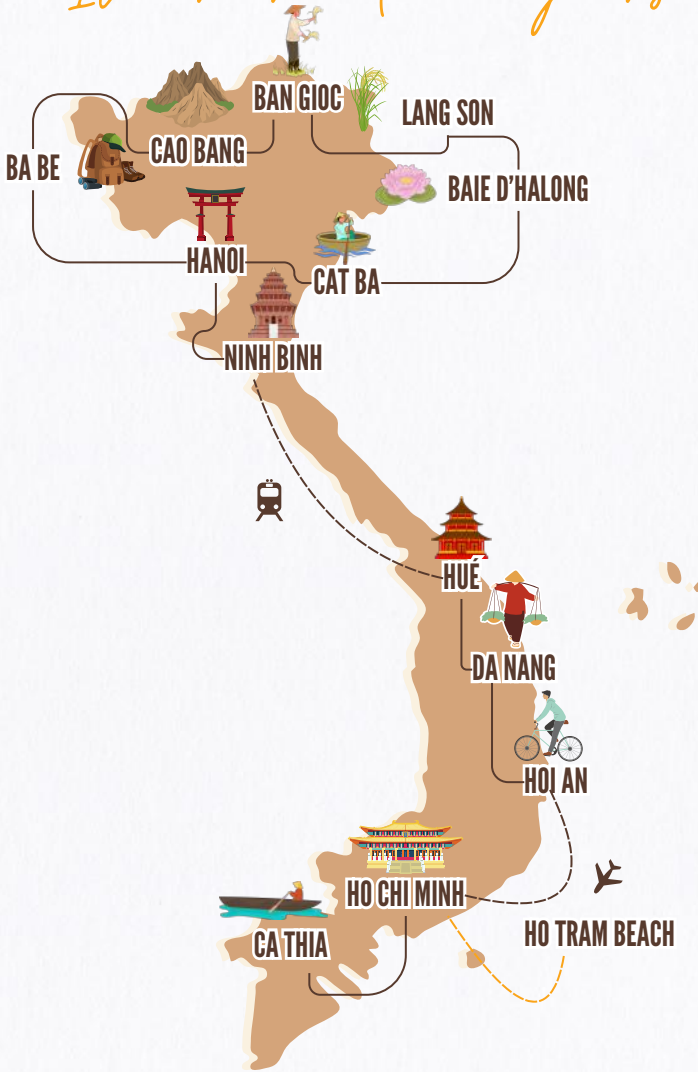 BAN GIOC
LANG SON
CAO BANG
BA BE
BAIE D'HALONG
HANOI
CAT BA
NINH BINH
HUÉ
DA NANG
HOI AN
HO CHI MINH
HO TRAM BEACH
CA THIA